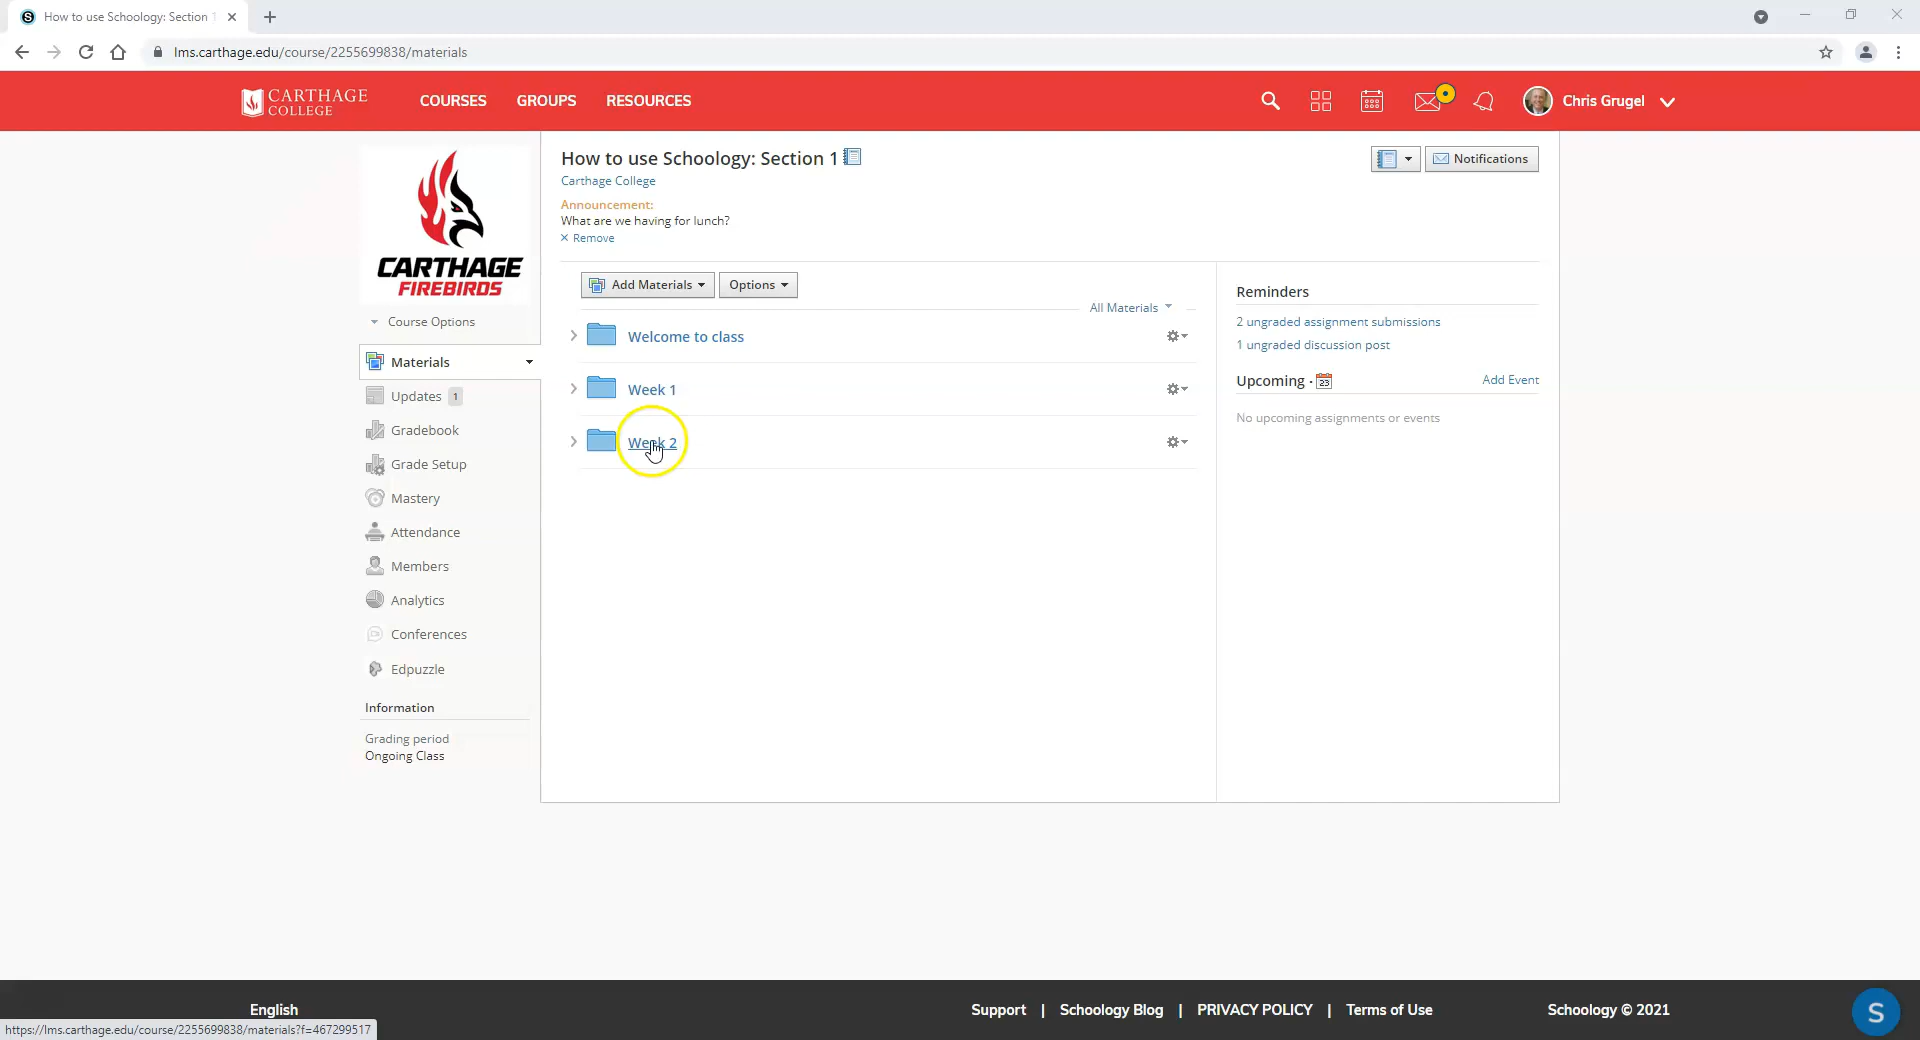 How to use Schoology: Section 1
lms.carthage.edu/course/2255699838/materials
CARTHAGE
COLLEGE
COURSES
GROUPS
RESOURCES
Chris Grugel
CARTHAGE
FIREBIRDS
Course Options
Materials
Updates 1
Gradebook
Grade Setup
Mastery
Attendance
Members
Analytics
Conferences
Edpuzzle
Information
Grading period
Ongoing Class
How to use Schoology: Section 1
Carthage College
Announcement:
What are we having for lunch?
× Remove
Notifications
Add Materials
Options
All Materials
Welcome to class
Week 1
Week 2
Reminders
2 ungraded assignment submissions
1 ungraded discussion post
Upcoming · 23
Add Event
No upcoming assignments or events
English
Support | Schoology Blog | PRIVACY POLICY | Terms of Use
Schoology © 2021
S
https://lms.carthage.edu/course/2255699838/materials?f=467299517